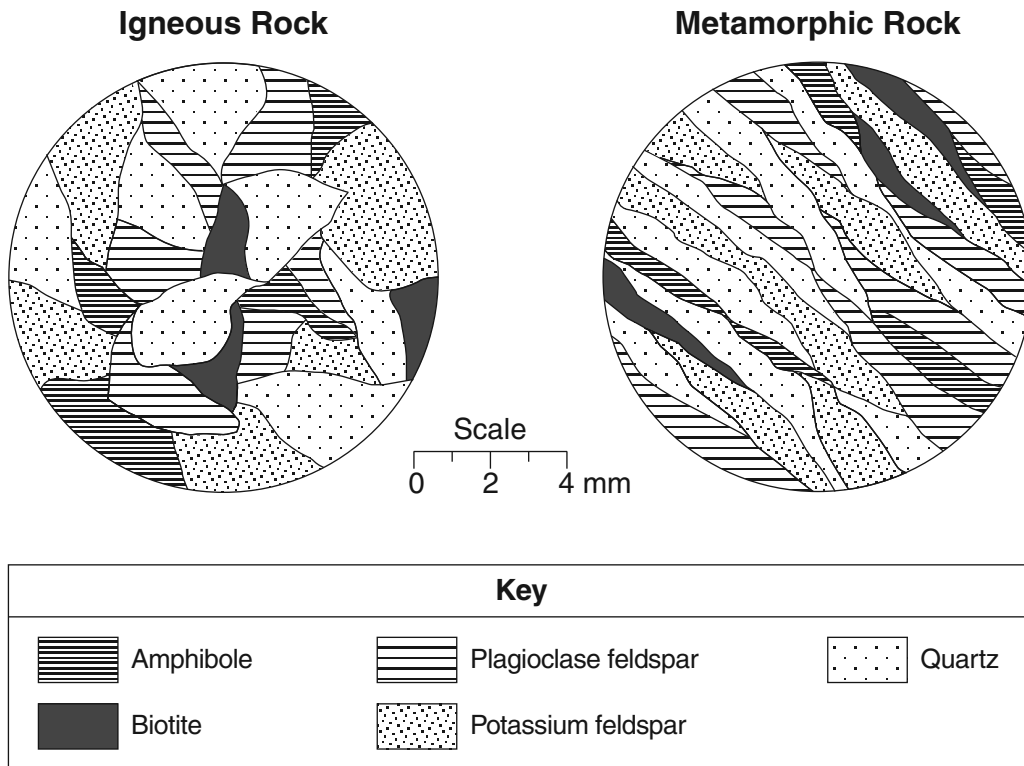 Igneous Rock
Metamorphic Rock
Scale
0 2 4 mm
Key
Amphibole
Plagioclase feldspar
Quartz
Biotite
Potassium feldspar